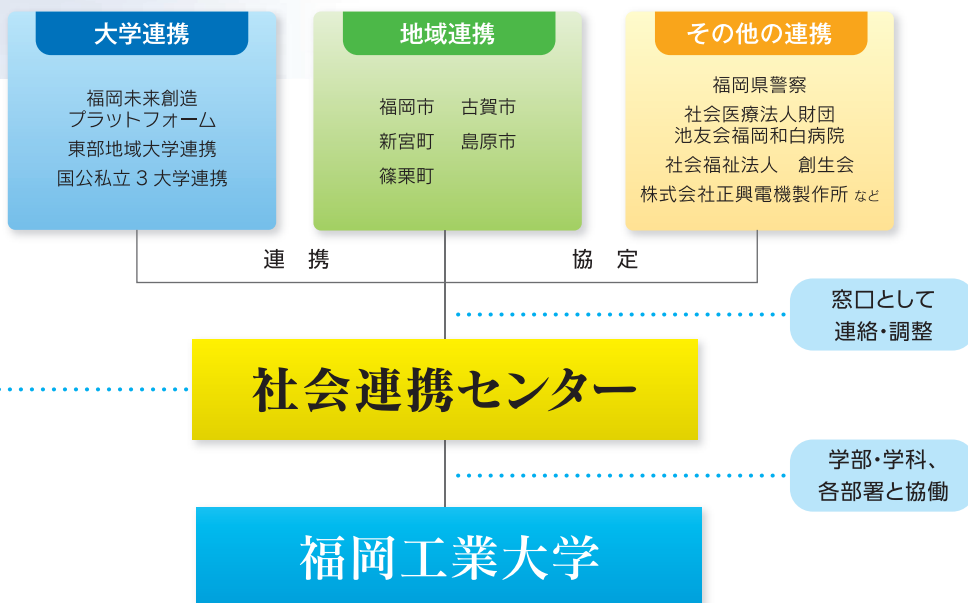 大学連携
福岡未来創造
プラットフォーム
東部地域大学連携
国公私立3大学連携
地域連携
福岡市 古賀市
新宮町 島原市
篠栗町
その他の連携
福岡県警察
社会医療法人財団
池友会福岡和白病院
社会福祉法人 創生会
株式会社正興電機製作所 など
連 携
協 定
窓口として
連絡・調整
社会連携センター
学部・学科、
各部署と協働
福岡工業大学